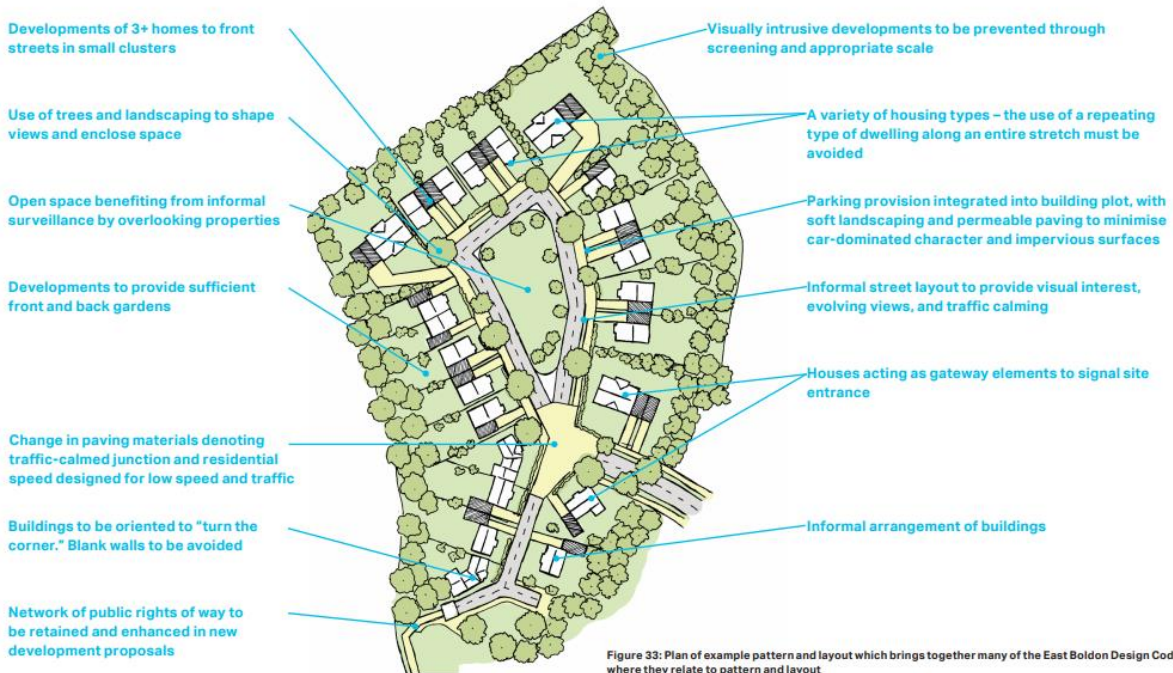 Developments of 3+ homes to front
streets in small clusters
Use of trees and landscaping to shape
views and enclose space
Open space benefiting from informal
surveillance by overlooking properties
Developments to provide sufficient
front and back gardens
Change in paving materials denoting
traffic-calmed junction and residential
speed designed for low speed and traffic
Buildings to be oriented to "turn the
corner." Blank walls to be avoided
Network of public rights of way to
be retained and enhanced in new
development proposals
Visually intrusive developments to be prevented through
screening and appropriate scale
A variety of housing types – the use of a repeating
type of dwelling along an entire stretch must be
avoided
Parking provision integrated into building plot, with
soft landscaping and permeable paving to minimise
car-dominated character and impervious surfaces
Informal street layout to provide visual interest,
evolving views, and traffic calming
Houses acting as gateway elements to signal site
entrance
Informal arrangement of buildings
Figure 33: Plan of example pattern and layout which brings together many of the East Boldon Design Cod
where they relate to pattern and layout